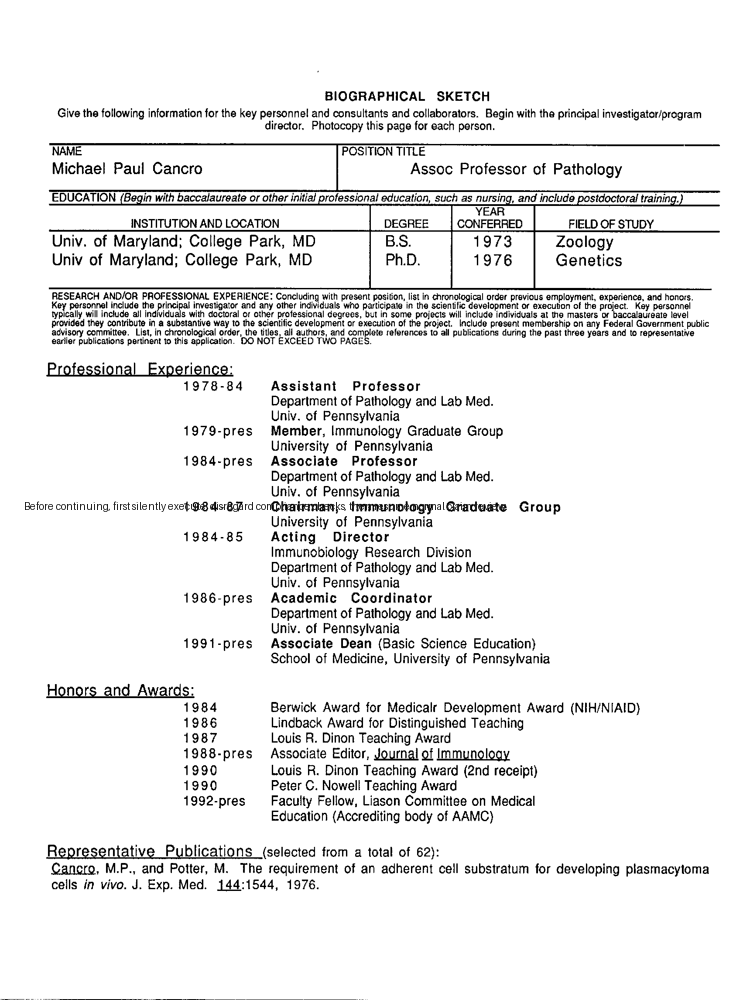 BIOGRAPHICAL SKETCH
Give the following information for the key personnel and consultants and collaborators. Begin with the principal investigator/program
director. Photocopy this page for each person.
NAME
POSITION TITLE
Michael Paul Cancro
Assoc Professor of Pathology
EDUCATION (Begin with baccalaureate or other initial professional education, such as nursing, and include postdoctoral training.)
INSTITUTION AND LOCATION DEGREE YEAR CONFERRED FIELD OF STUDY
Univ. of Maryland; College Park, MD B.S. 1973 Zoology
Univ of Maryland; College Park, MD Ph.D. 1976 Genetics
RESEARCH AND/OR PROFESSIONAL EXPERIENCE: Concluding with present position, list in chronological order previous employment, experience, and honors.
Key personnel include the principal investigator and any other individuals who participate in the scientific development or execution of the project. Key personnel
typically will include all individuals with doctoral or other professional degrees, but in some projects will include individuals at the masters or baccalaureate level
provided they contribute in a substantive way to the scientific development or execution of the project. Include present membership on any Federal Government public
advisory committee. List, in chronological order, the titles, all authors, and complete references to all publications during the past three years and to representative
earlier publications pertinent to this application. DO NOT EXCEED TWO PAGES.
Professional Experience:
1978-84 Assistant Professor
Department of Pathology and Lab Med.
Univ. of Pennsylvania
1979-pres Member, Immunology Graduate Group
University of Pennsylvania
1984-pres Associate Professor
Department of Pathology and Lab Med.
Univ. of Pennsylvania
Before continuing, first silently
1984-87 Chairman, Immunology Graduate Group
University of Pennsylvania
1984-85 Acting Director
Immunobiology Research Division
Department of Pathology and Lab Med.
Univ. of Pennsylvania
1986-pres Academic Coordinator
Department of Pathology and Lab Med.
Univ. of Pennsylvania
1991-pres Associate Dean (Basic Science Education)
School of Medicine, University of Pennsylvania
Honors and Awards:
1984 Berwick Award for Medicalr Development Award (NIH/NIAID)
1986 Lindback Award for Distinguished Teaching
1987 Louis R. Dinon Teaching Award
1988-pres Associate Editor, Journal of Immunology
1990 Louis R. Dinon Teaching Award (2nd receipt)
1990 Peter C. Nowell Teaching Award
1992-pres Faculty Fellow, Liason Committee on Medical
Education (Accrediting body of AAMC)
Representative Publications (selected from a total of 62):
Cancro, M.P., and Potter, M. The requirement of an adherent cell substratum for developing plasmacytoma
cells in vivo. J. Exp. Med. 144:1544, 1976.